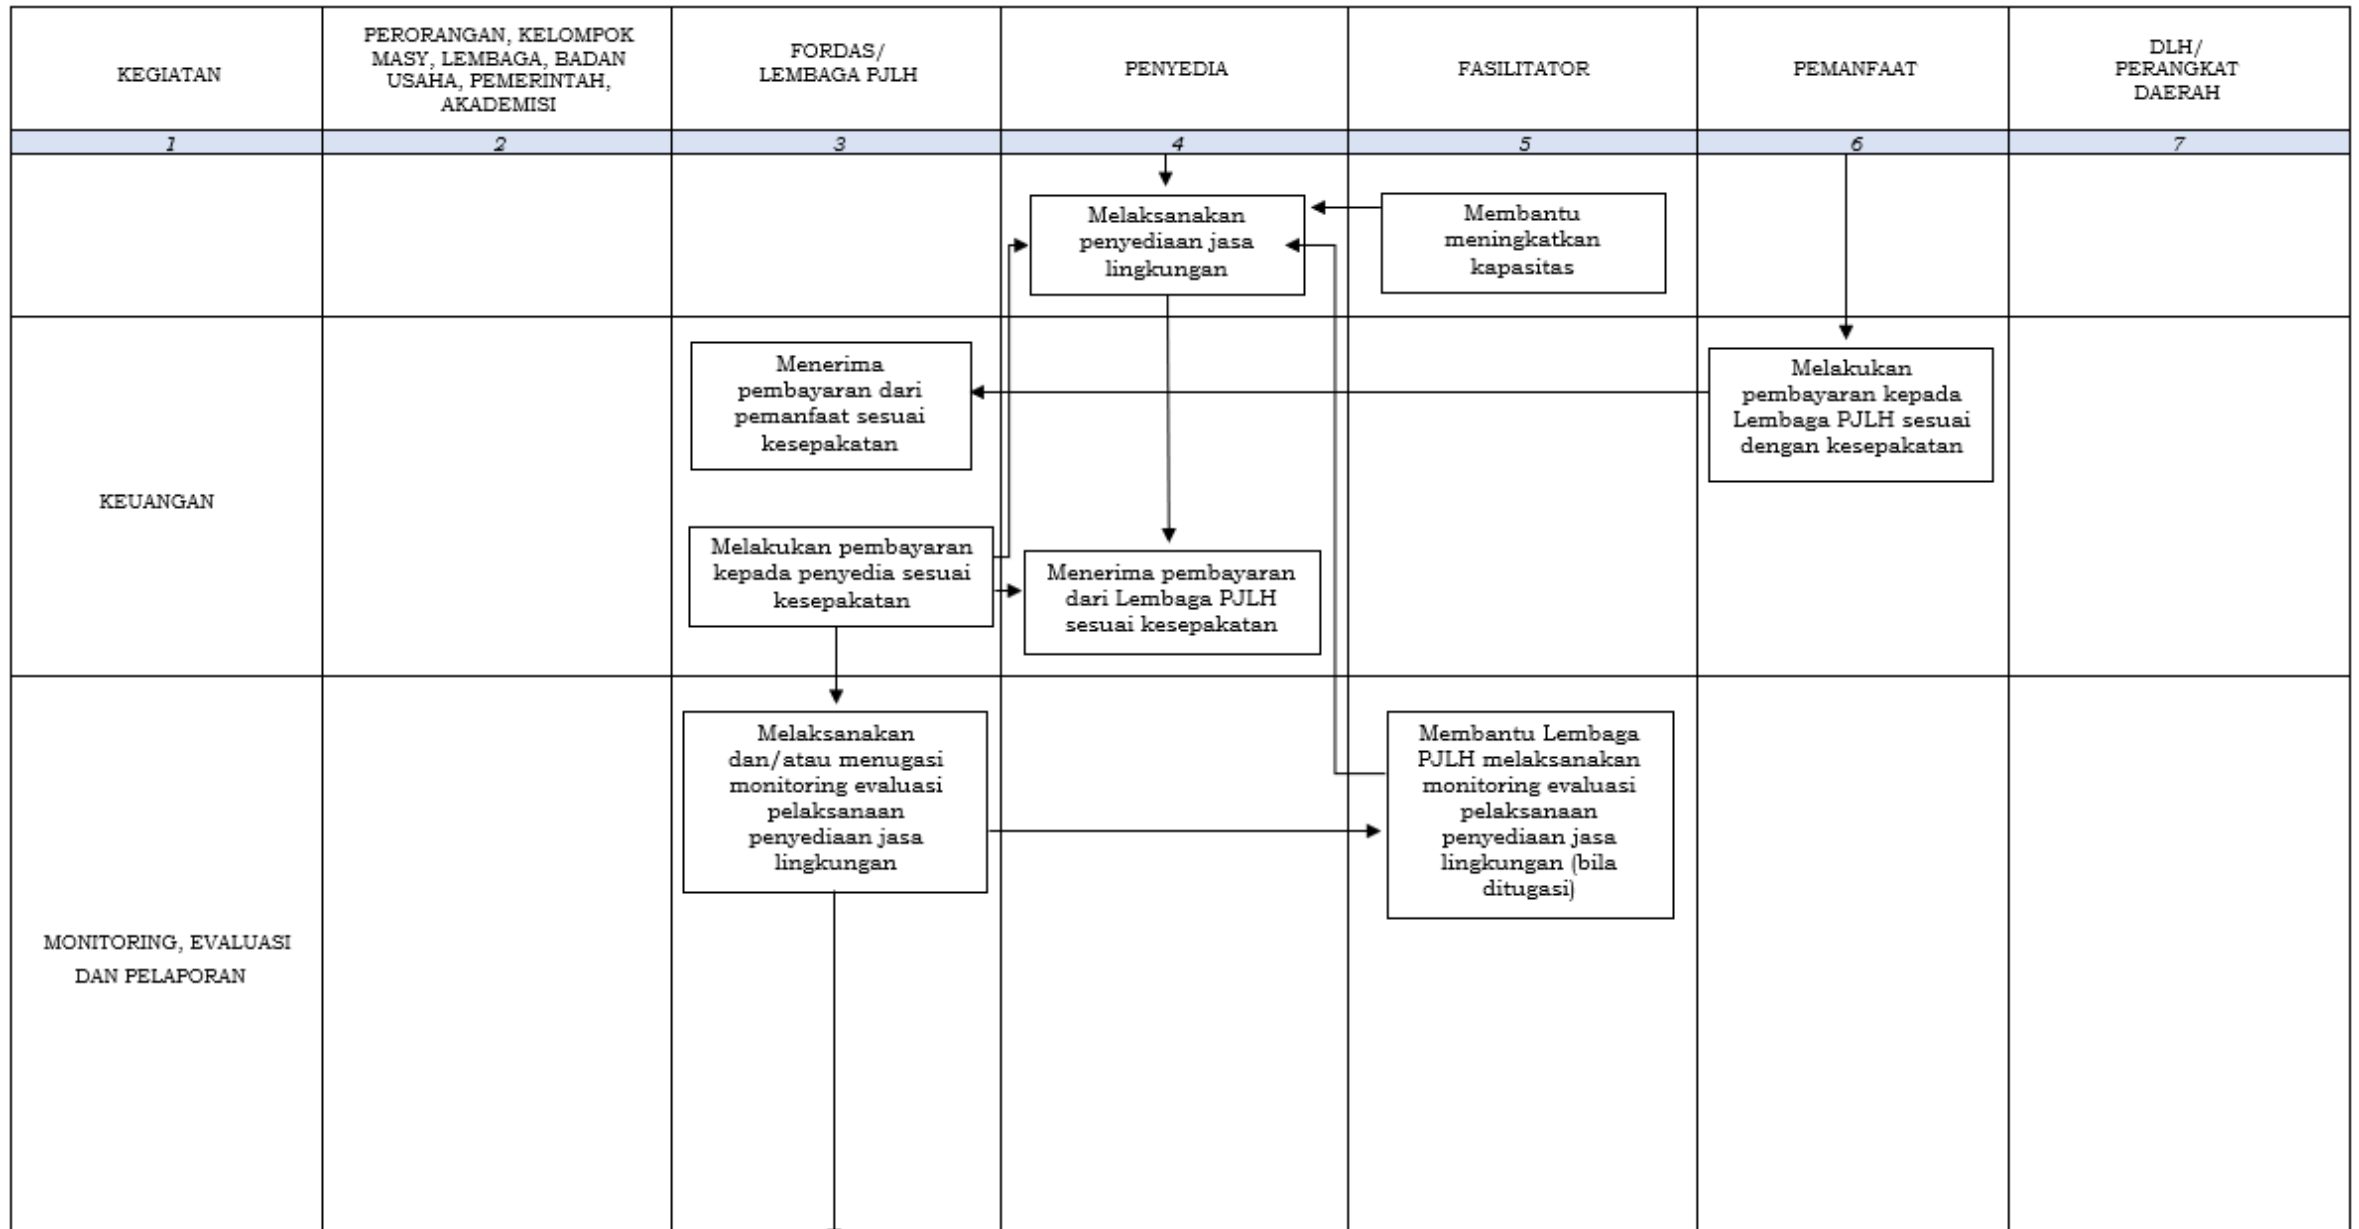 KEGIATAN
PERORANGAN, KELOMPOK
MASY, LEMBAGA, BADAN
USAHA, PEMERINTAH,
AKADEMISI
FORDAS/
LEMBAGA PJLH
PENYEDIA
FASILITATOR
PEMANFAAT
DLH/
PERANGKAT
DAERAH
1
2
3
4
5
6
7
Melaksanakan
penyediaan jasa
lingkungan
Membantu
meningkatkan
kapasitas
KEUANGAN
Menerima
pembayaran dari
pemanfaat sesuai
kesepakatan
Melakukan
pembayaran kepada
Lembaga PJLH sesuai
dengan kesepakatan
Melakukan pembayaran
kepada penyedia sesuai
kesepakatan
Menerima pembayaran
dari Lembaga PJLH
sesuai kesepakatan
MONITORING, EVALUASI
DAN PELAPORAN
Melaksanakan
dan/atau menugasi
monitoring evaluasi
pelaksanaan
penyediaan jasa
lingkungan
Membantu Lembaga
PJLH melaksanakan
monitoring evaluasi
pelaksanaan
penyediaan jasa
lingkungan (bila
ditugasi)